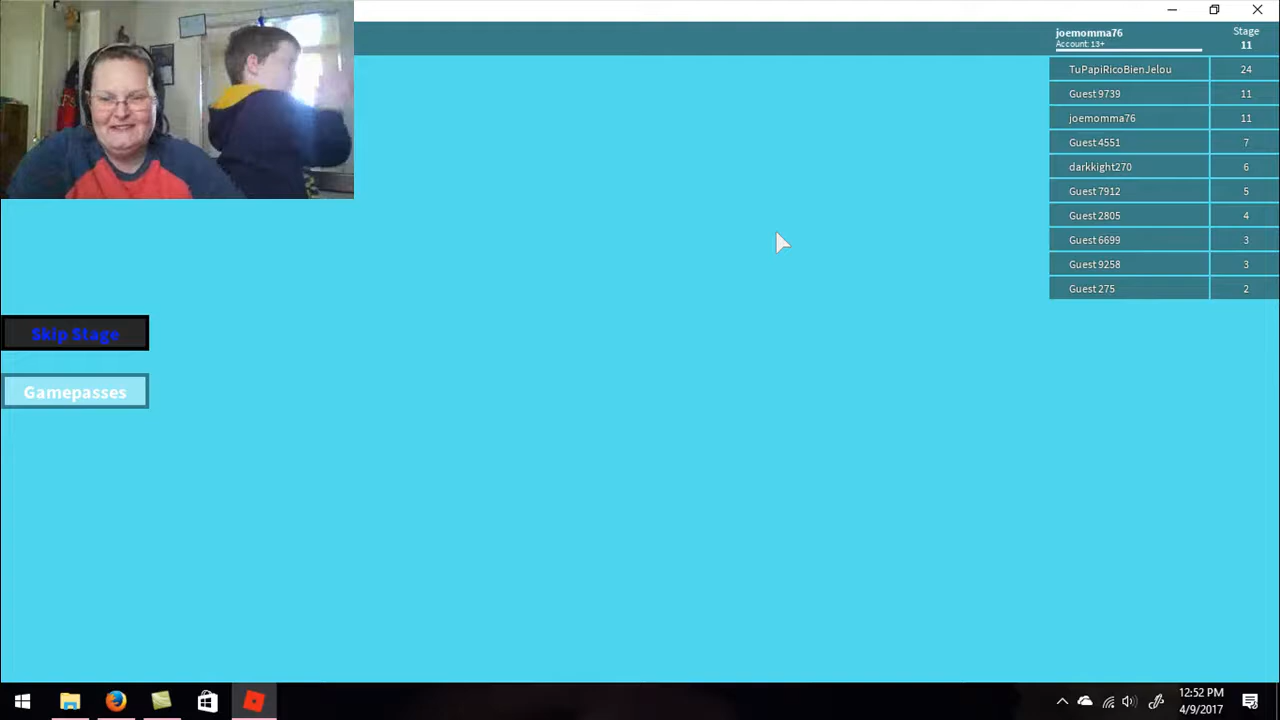 joemomma76
Account: 13+
Stage
11
TuPapiRicoBienJelou 24
Guest 9739 11
joemomma76 11
Guest 4551 7
darkkight270 6
Guest 7912 5
Guest 2805 4
Guest 6699 3
Guest 9258 3
Guest 275 2
Skip Stage
Gamepasses
12:52 PM
4/9/2017